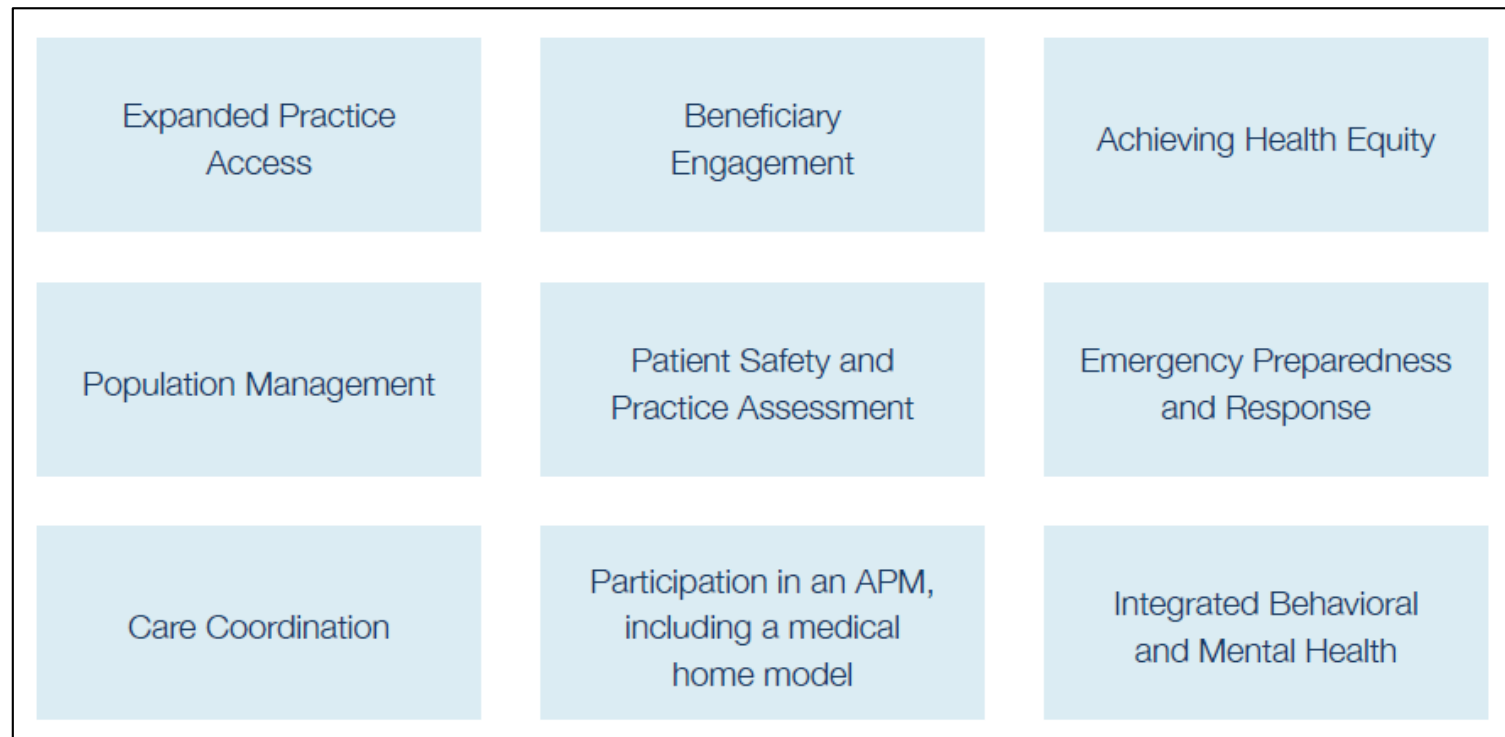 Expanded Practice
Access
Beneficiary
Engagement
Achieving Health Equity
Population Management
Patient Safety and
Practice Assessment
Emergency Preparedness
and Response
Care Coordination
Participation in an APM,
including a medical
home model
Integrated Behavioral
and Mental Health